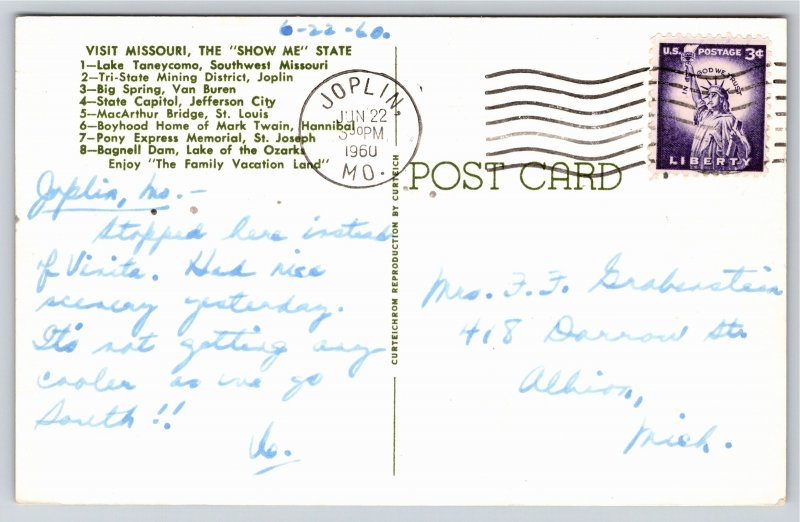 6-22-60.
VISIT MISSOURI, THE "SHOW ME" STATE
1—Lake Taneycomo, Southwest Missouri
2—Tri-State Mining District, Joplin
3—Big Spring, Van Buren
4—State Capitol, Jefferson City
5—MacArthur Bridge, St. Louis
6—Boyhood Home of Mark Twain, Hannibal
7—Pony Express Memorial, St. Joseph
8—Bagnell Dam, Lake of the Ozarks
Enjoy "The Family Vacation Land"
JOPLIN,
JUN 22
PM
1960
MO.
U.S. POSTAGE 3¢
IN GOD WE TRUST
LIBERTY
POST CARD
CURTEICHROM REPRODUCTION BY CURTEICH
Joplin, Mo. –
Stopped here instead
of Vinita. Had nice
scenery yesterday.
It's not getting any
cooler as we go
South!!
Mrs. F. F. Grabenstein
418 Darrow St.
Albion,
Mich.